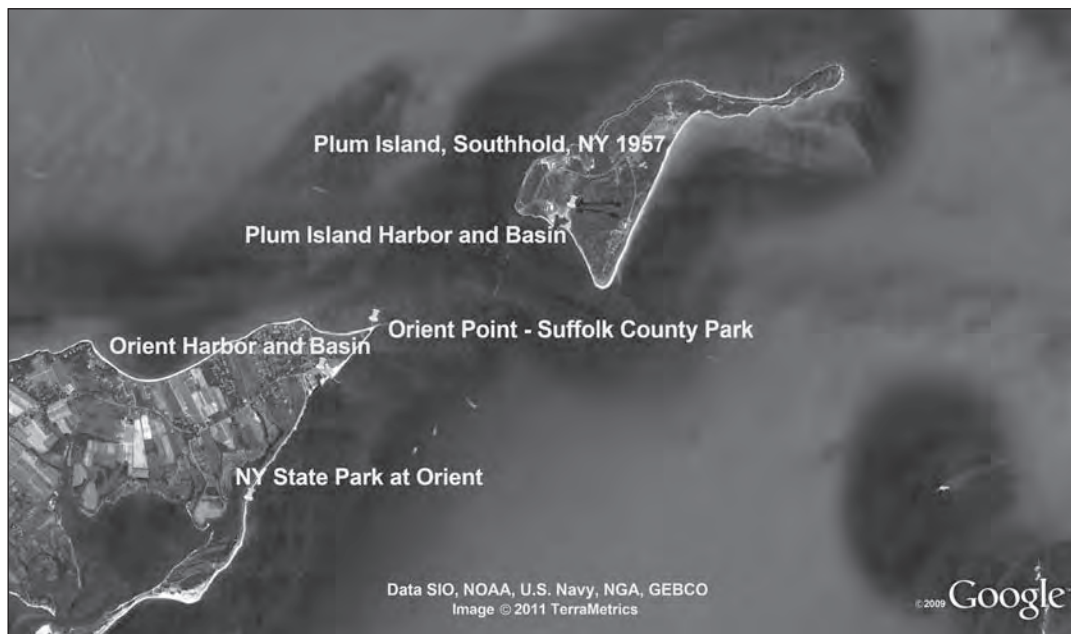 Plum Island, Southhold, NY 1957
Plum Island Harbor and Basin
Orient Point - Suffolk County Park
Orient Harbor and Basin
NY State Park at Orient
Data SIO, NOAA, U.S. Navy, NGA, GEBCO
Image © 2011 TerraMetrics
©2009 Google